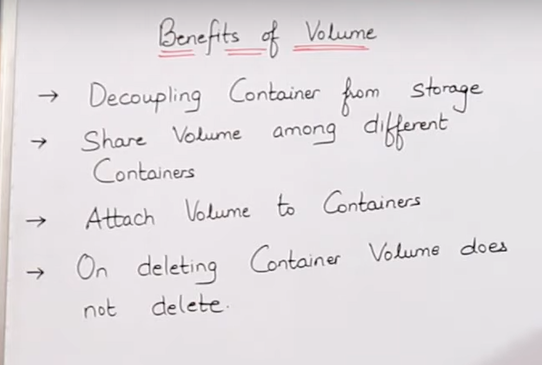 Benefits of Volume
→ Decoupling Container from storage
→ Share Volume among different
Containers
→ Attach Volume to Containers
→ On deleting Container Volume does
not delete.